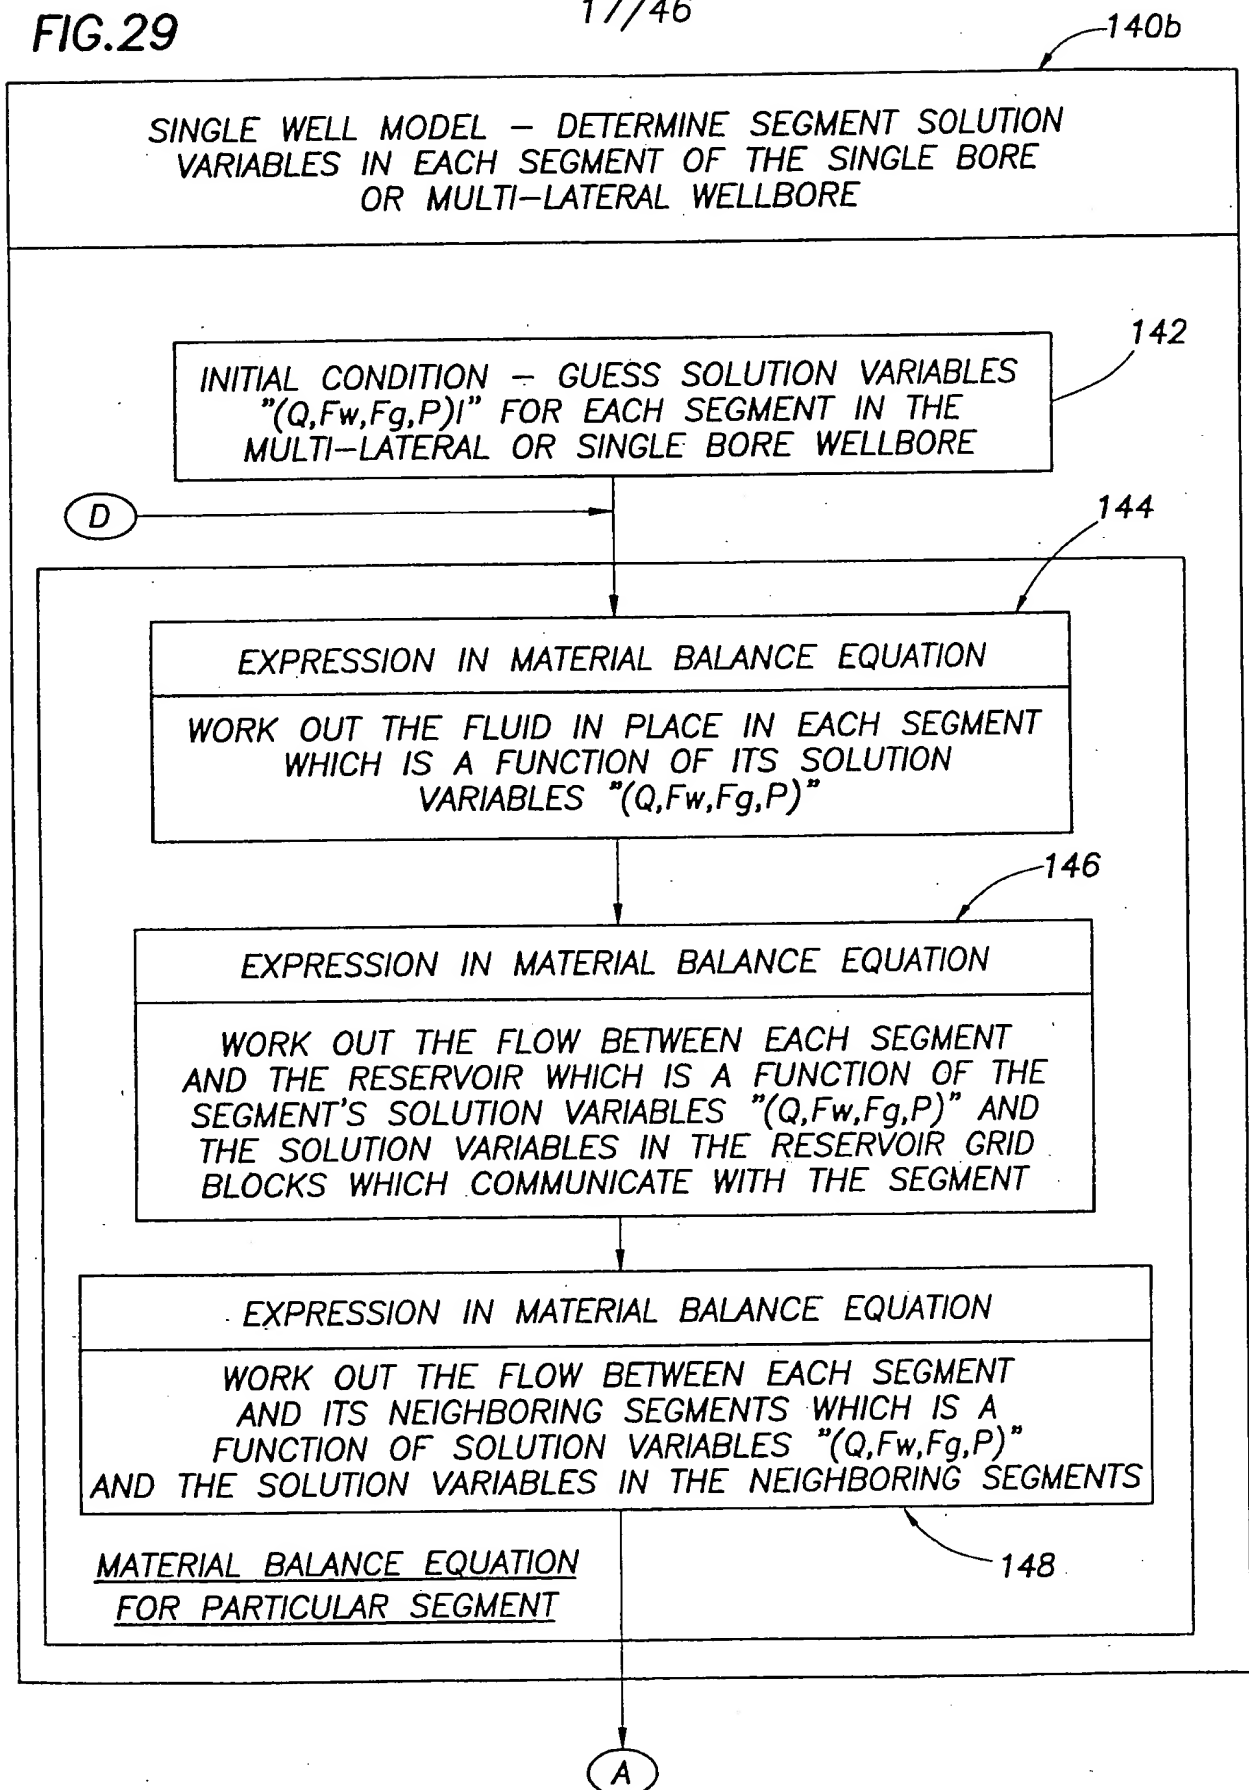 FIG.29
17/46
140b
SINGLE WELL MODEL – DETERMINE SEGMENT SOLUTION
VARIABLES IN EACH SEGMENT OF THE SINGLE BORE
OR MULTI–LATERAL WELLBORE
142
INITIAL CONDITION – GUESS SOLUTION VARIABLES
"(Q,Fw,Fg,P)I" FOR EACH SEGMENT IN THE
MULTI–LATERAL OR SINGLE BORE WELLBORE
D
144
EXPRESSION IN MATERIAL BALANCE EQUATION
WORK OUT THE FLUID IN PLACE IN EACH SEGMENT
WHICH IS A FUNCTION OF ITS SOLUTION
VARIABLES "(Q,Fw,Fg,P)"
146
EXPRESSION IN MATERIAL BALANCE EQUATION
WORK OUT THE FLOW BETWEEN EACH SEGMENT
AND THE RESERVOIR WHICH IS A FUNCTION OF THE
SEGMENT'S SOLUTION VARIABLES "(Q,Fw,Fg,P)" AND
THE SOLUTION VARIABLES IN THE RESERVOIR GRID
BLOCKS WHICH COMMUNICATE WITH THE SEGMENT
EXPRESSION IN MATERIAL BALANCE EQUATION
WORK OUT THE FLOW BETWEEN EACH SEGMENT
AND ITS NEIGHBORING SEGMENTS WHICH IS A
FUNCTION OF SOLUTION VARIABLES "(Q,Fw,Fg,P)"
AND THE SOLUTION VARIABLES IN THE NEIGHBORING SEGMENTS
148
MATERIAL BALANCE EQUATION
FOR PARTICULAR SEGMENT
A